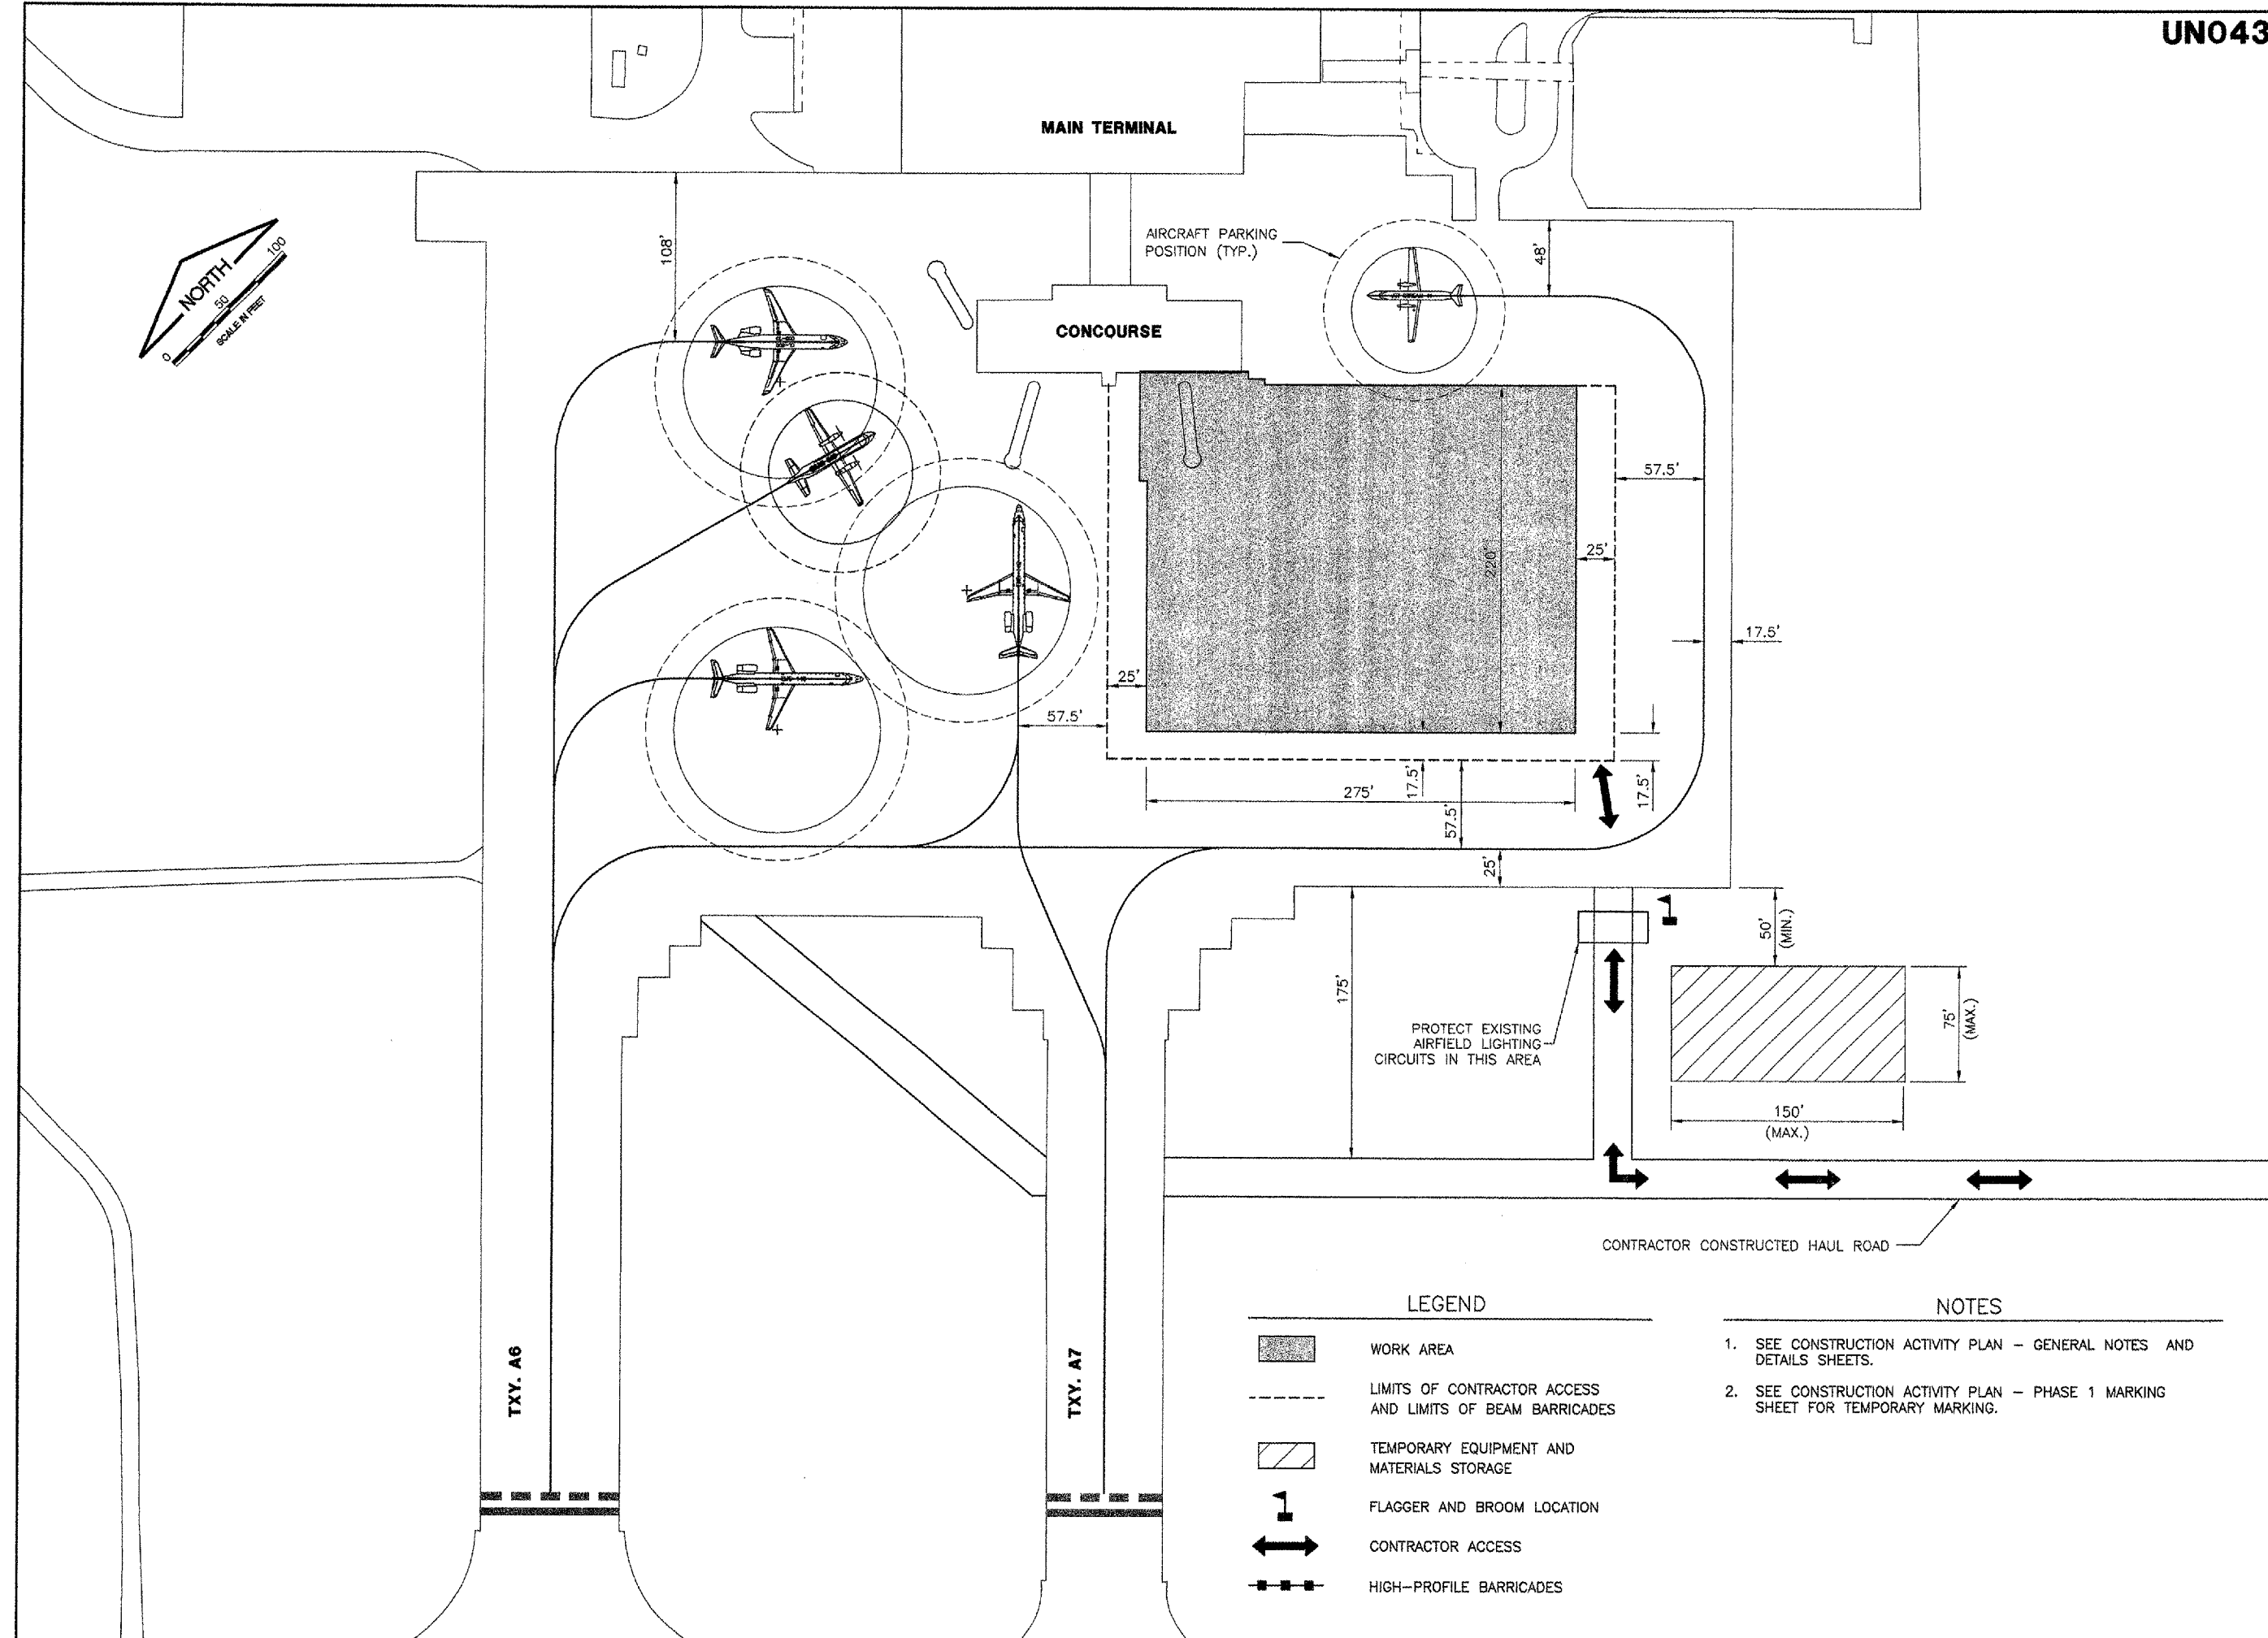 UN043
MAIN TERMINAL
NORTH
0
50
100
SCALE IN FEET
108'
AIRCRAFT PARKING
POSITION (TYP.)
48'
CONCOURSE
57.5'
25'
220'
17.5'
25'
57.5'
17.5'
17.5'
275'
57.5'
25'
50'
(MIN.)
175'
75'
(MAX.)
PROTECT EXISTING
AIRFIELD LIGHTING
CIRCUITS IN THIS AREA
150'
(MAX.)
CONTRACTOR CONSTRUCTED HAUL ROAD
TXY. A6
TXY. A7
LEGEND
WORK AREA
LIMITS OF CONTRACTOR ACCESS
AND LIMITS OF BEAM BARRICADES
TEMPORARY EQUIPMENT AND
MATERIALS STORAGE
FLAGGER AND BROOM LOCATION
CONTRACTOR ACCESS
HIGH-PROFILE BARRICADES
NOTES
1. SEE CONSTRUCTION ACTIVITY PLAN – GENERAL NOTES AND
DETAILS SHEETS.
2. SEE CONSTRUCTION ACTIVITY PLAN – PHASE 1 MARKING
SHEET FOR TEMPORARY MARKING.